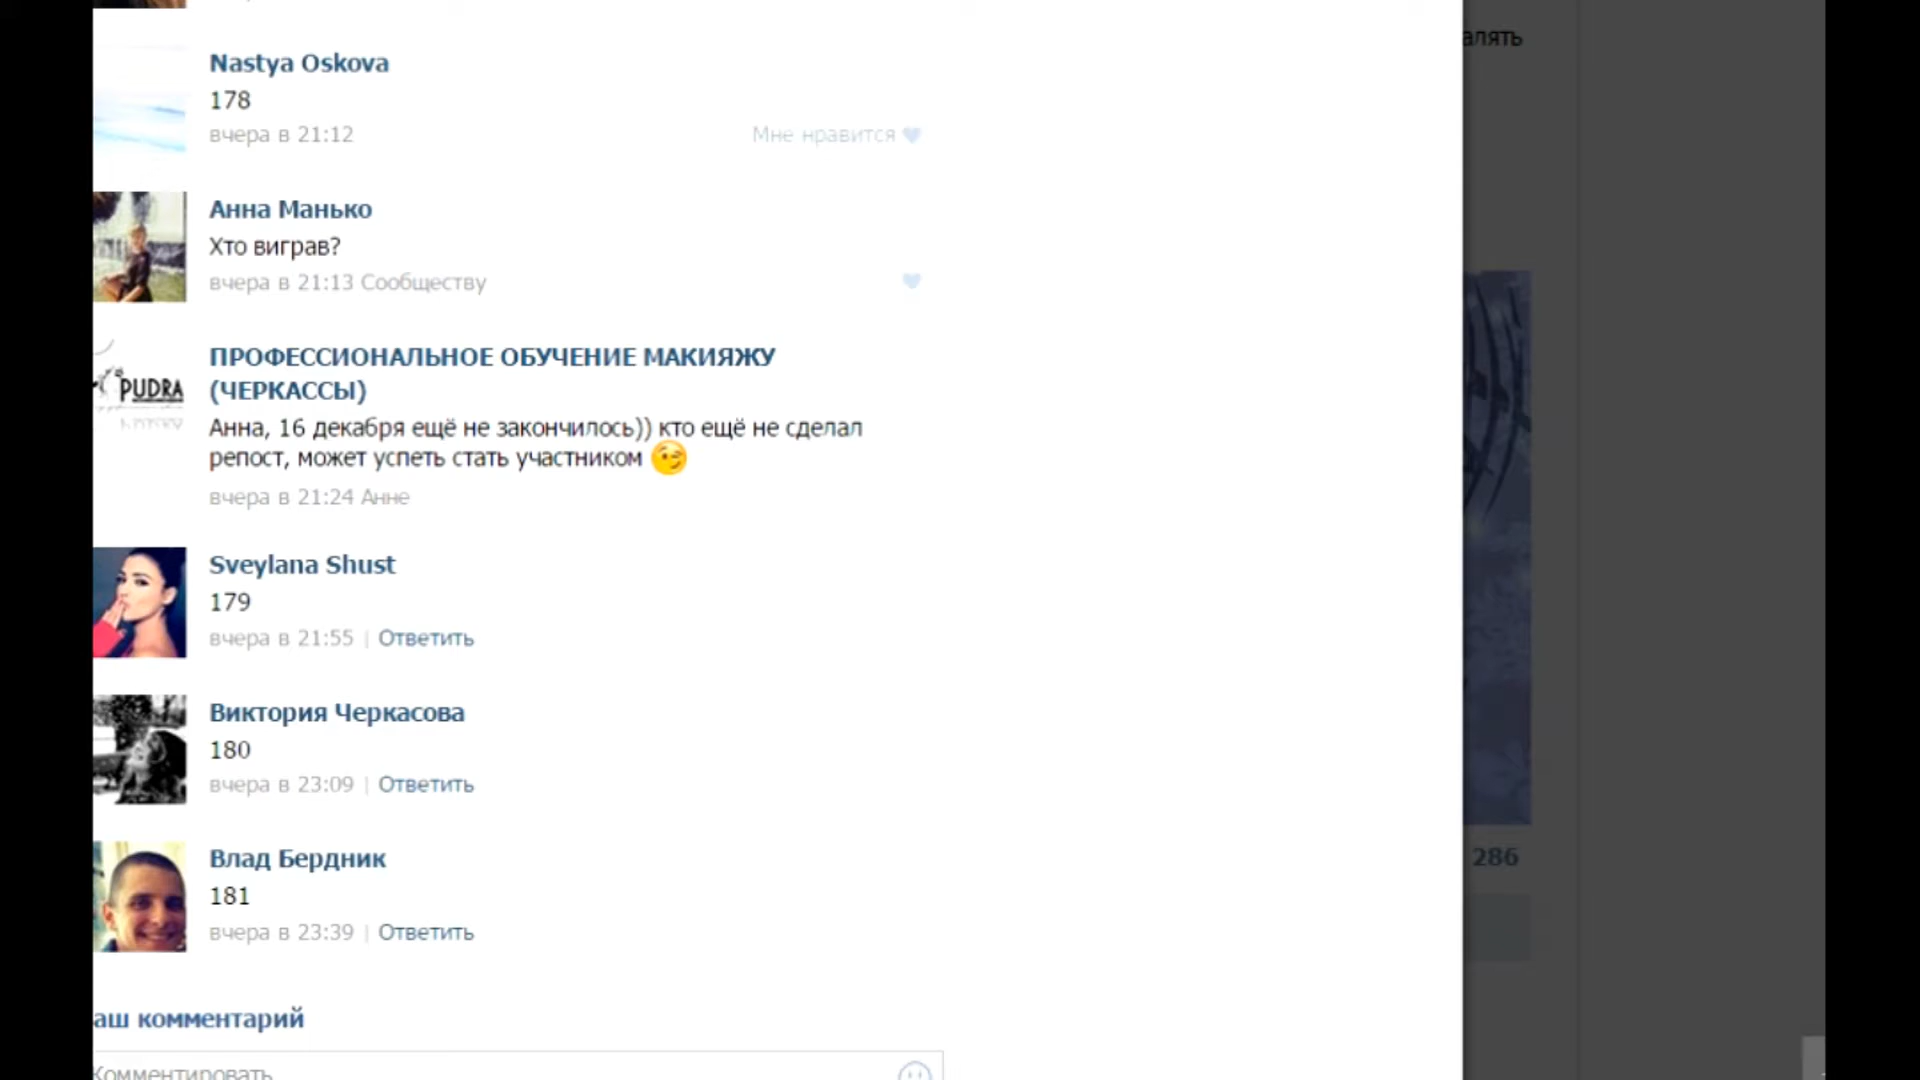 алять
Nastya Oskova
178
вчера в 21:12
Мне нравится
Анна Манько
Хто виграв?
вчера в 21:13 Сообществу
PUDRA
ПРОФЕССИОНАЛЬНОЕ ОБУЧЕНИЕ МАКИЯЖУ
(ЧЕРКАССЫ)
Анна, 16 декабря ещё не закончилось)) кто ещё не сделал
репост, может успеть стать участником
вчера в 21:24 Анне
Sveylana Shust
179
вчера в 21:55 | Ответить
Виктория Черкасова
180
вчера в 23:09 | Ответить
286
Влад Бердник
181
вчера в 23:39 | Ответить
аш комментарий
Комментировать